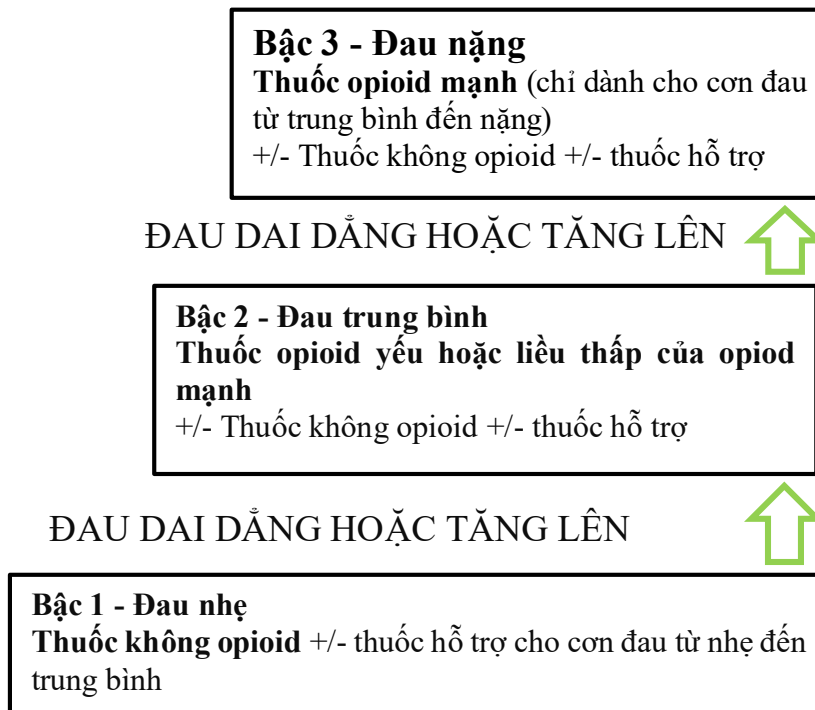 Bậc 3 - Đau nặng
Thuốc opioid mạnh (chỉ dành cho cơn đau
từ trung bình đến nặng)
+/- Thuốc không opioid +/- thuốc hỗ trợ
ĐAU DAI DẲNG HOẶC TĂNG LÊN
Bậc 2 - Đau trung bình
Thuốc opioid yếu hoặc liều thấp của opiod
mạnh
+/- Thuốc không opioid +/- thuốc hỗ trợ
ĐAU DAI DẲNG HOẶC TĂNG LÊN
Bậc 1 - Đau nhẹ
Thuốc không opioid +/- thuốc hỗ trợ cho cơn đau từ nhẹ đến
trung bình